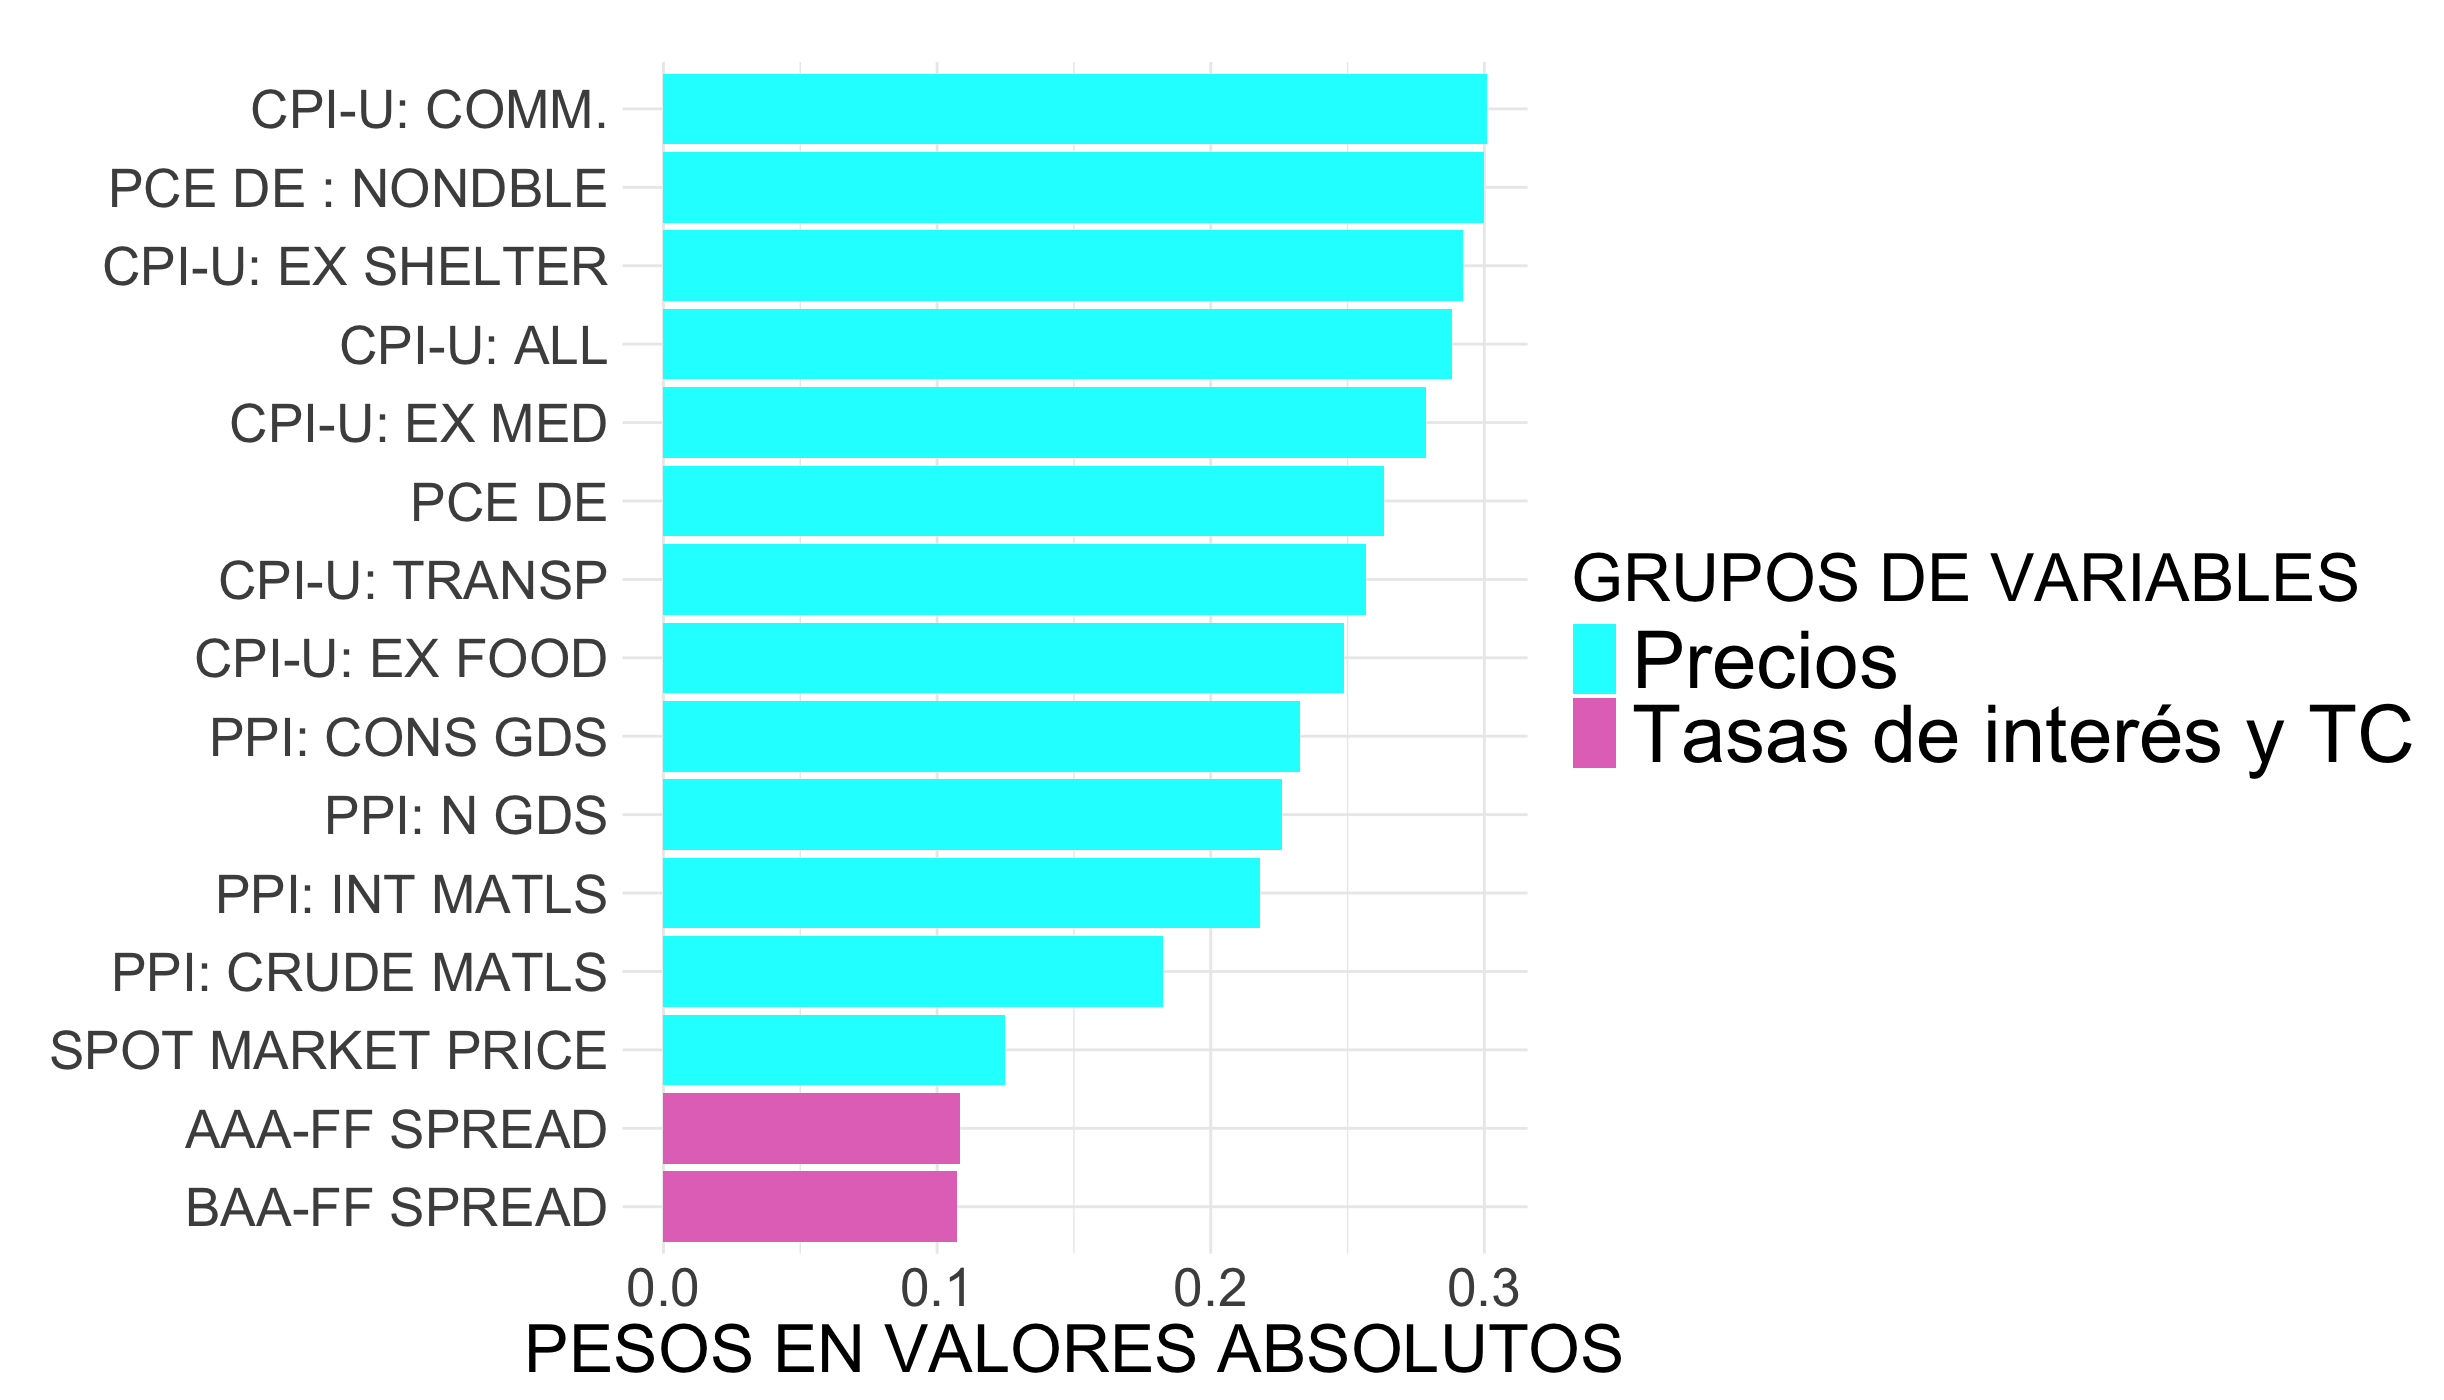 CPI-U: COMM.
PCE DE : NONDBLE
CPI-U: EX SHELTER
CPI-U: ALL
CPI-U: EX MED
PCE DE
CPI-U: TRANSP
CPI-U: EX FOOD
PPI: CONS GDS
PPI: N GDS
PPI: INT MATLS
PPI: CRUDE MATLS
SPOT MARKET PRICE
AAA-FF SPREAD
BAA-FF SPREAD
0.0 0.1 0.2 0.3
PESOS EN VALORES ABSOLUTOS
GRUPOS DE VARIABLES
Precios
Tasas de interés y TC